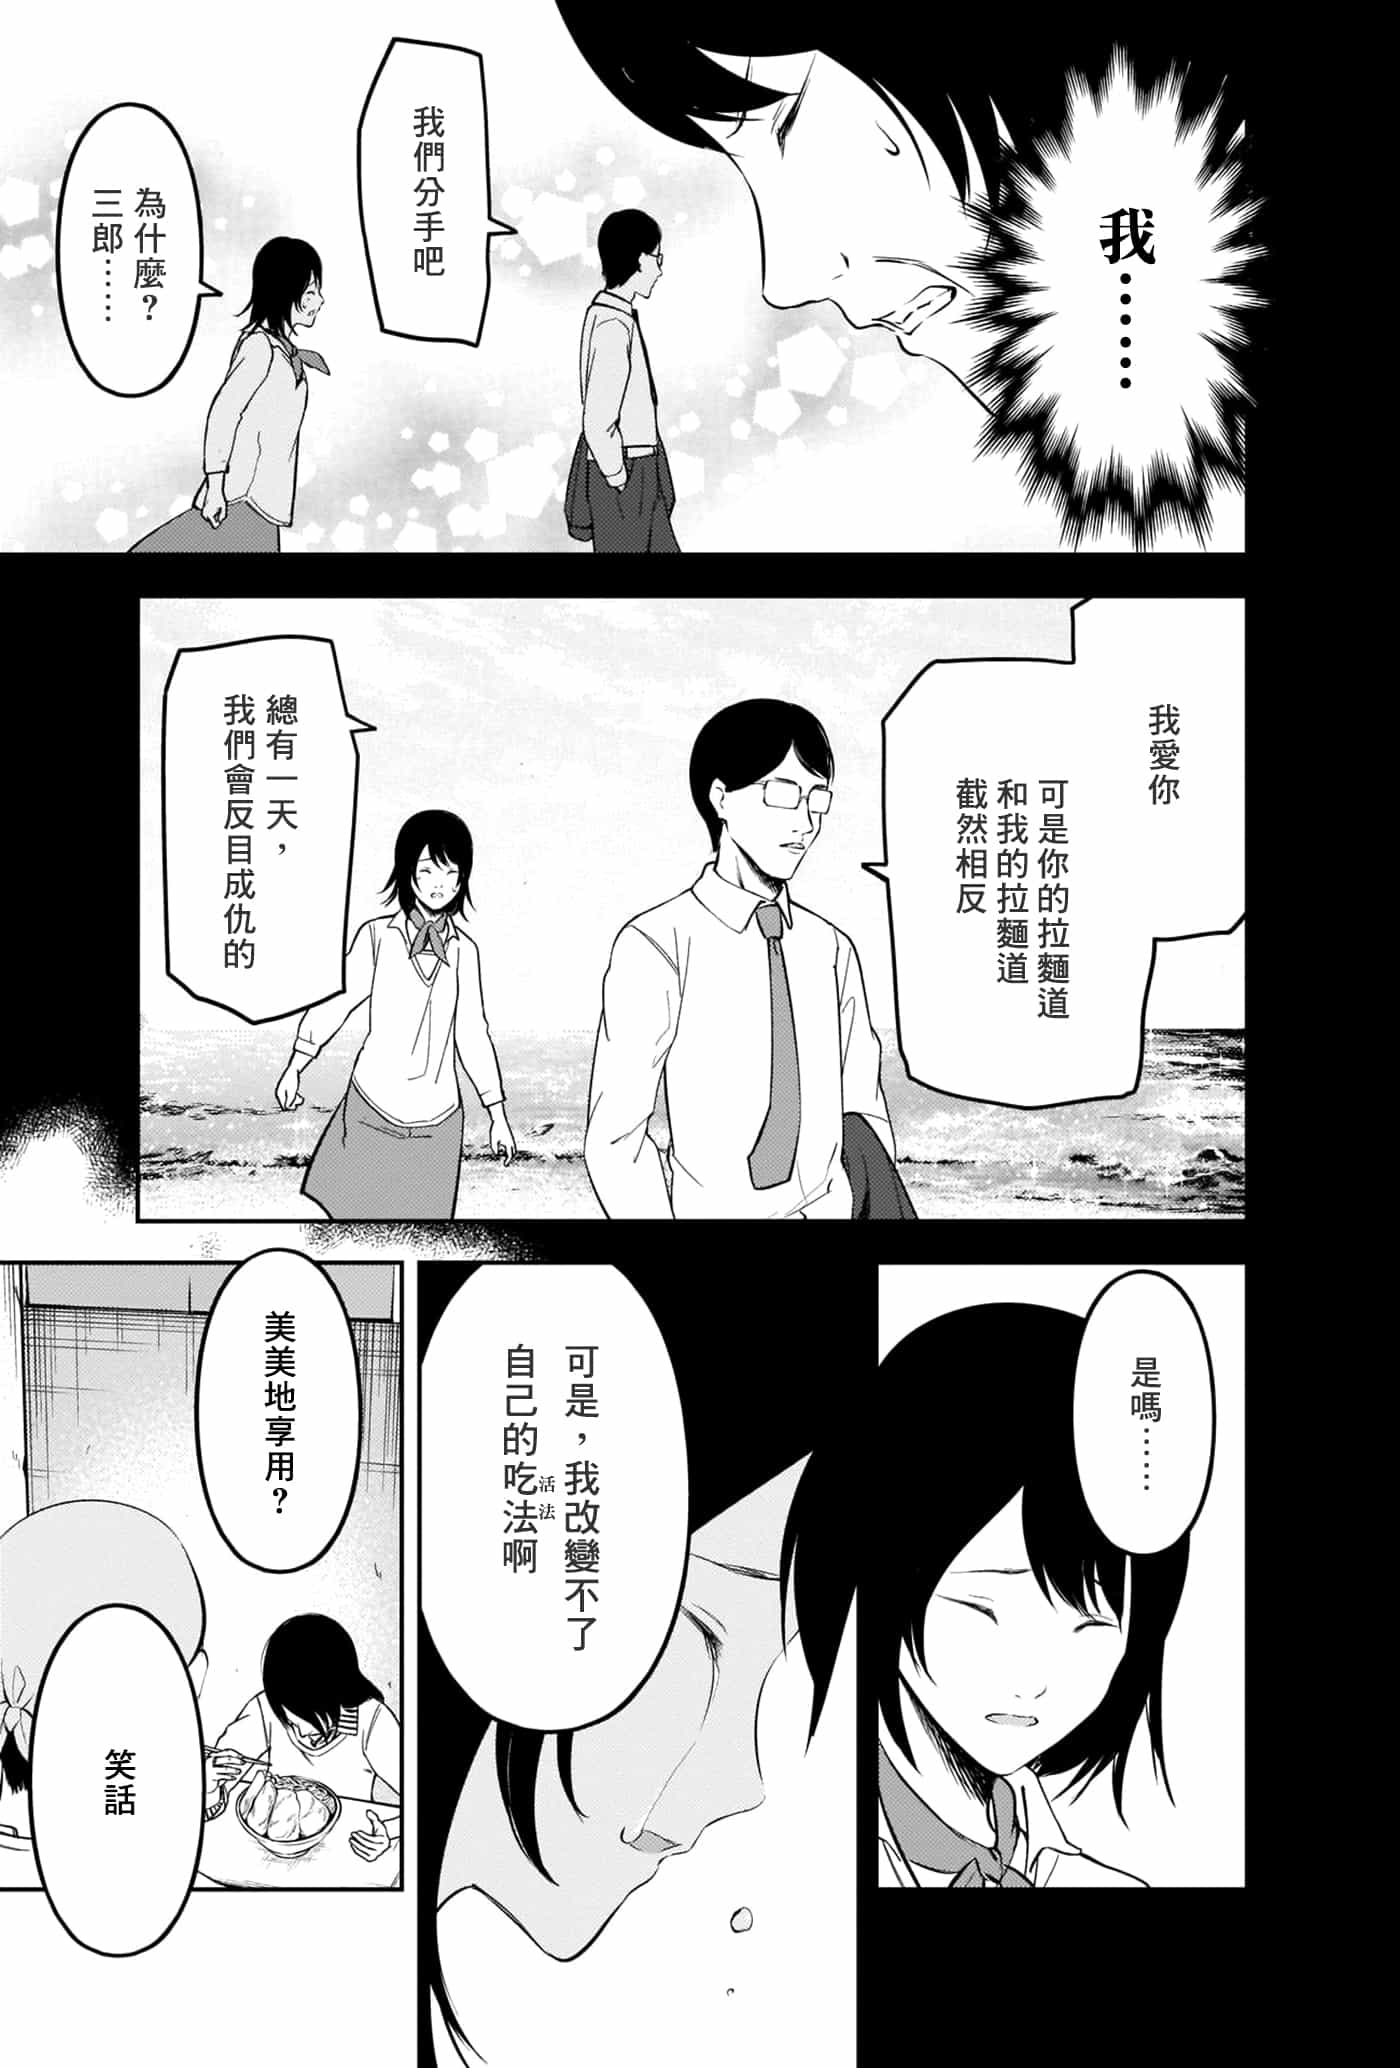 我⋯⋯
我們分手吧
為什麼?
三郎⋯⋯
我愛你
可是你的拉麵道
和我的拉麵道
截然相反
總有一天，
我們會反目成仇的
是嗎⋯⋯
可是，我改變不了
活法
自己的吃法啊
美美地享用?
笑話